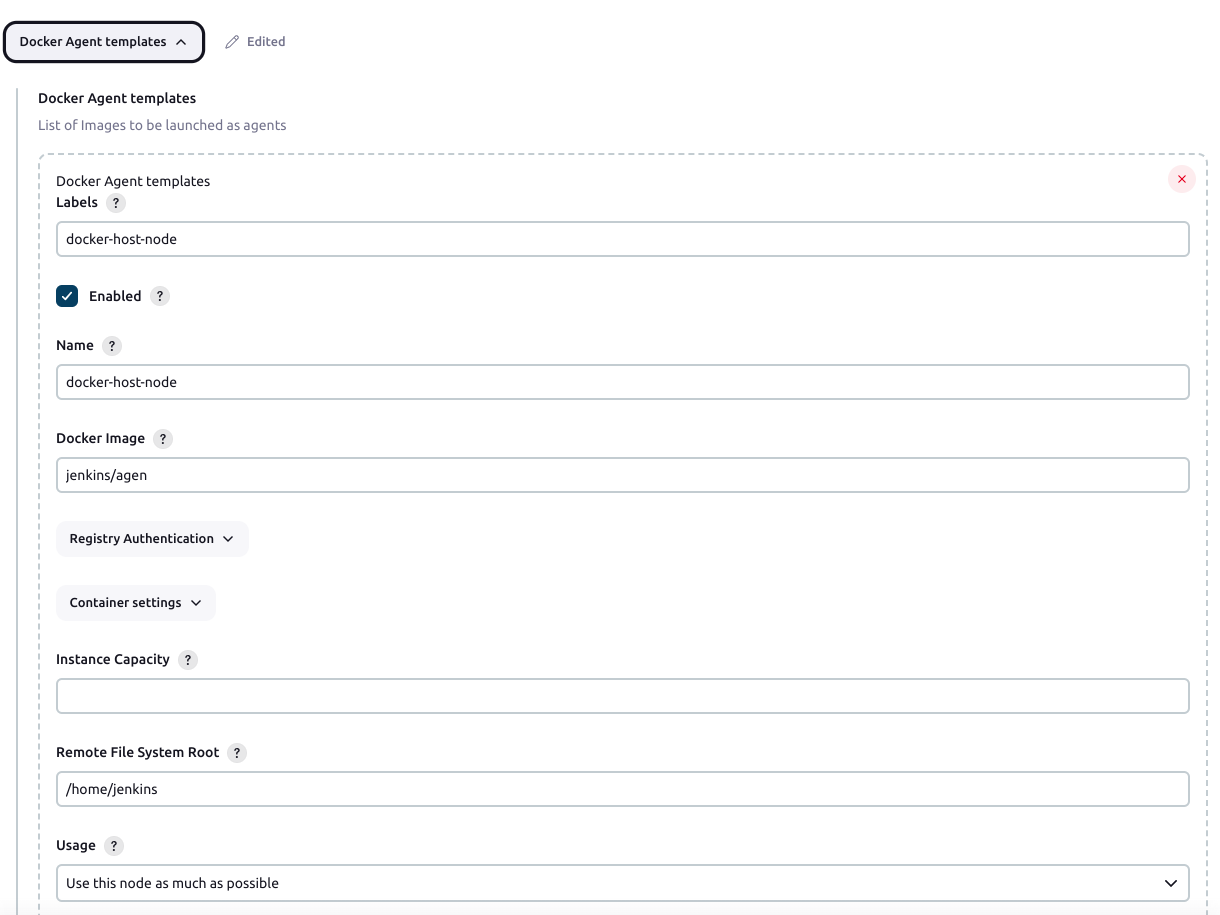 Docker Agent templates
Edited
Docker Agent templates
List of Images to be launched as agents
Docker Agent templates
Labels ?
docker-host-node
Enabled ?
Name ?
docker-host-node
Docker Image ?
jenkins/agen
Registry Authentication
Container settings
Instance Capacity ?
Remote File System Root ?
/home/jenkins
Usage ?
Use this node as much as possible